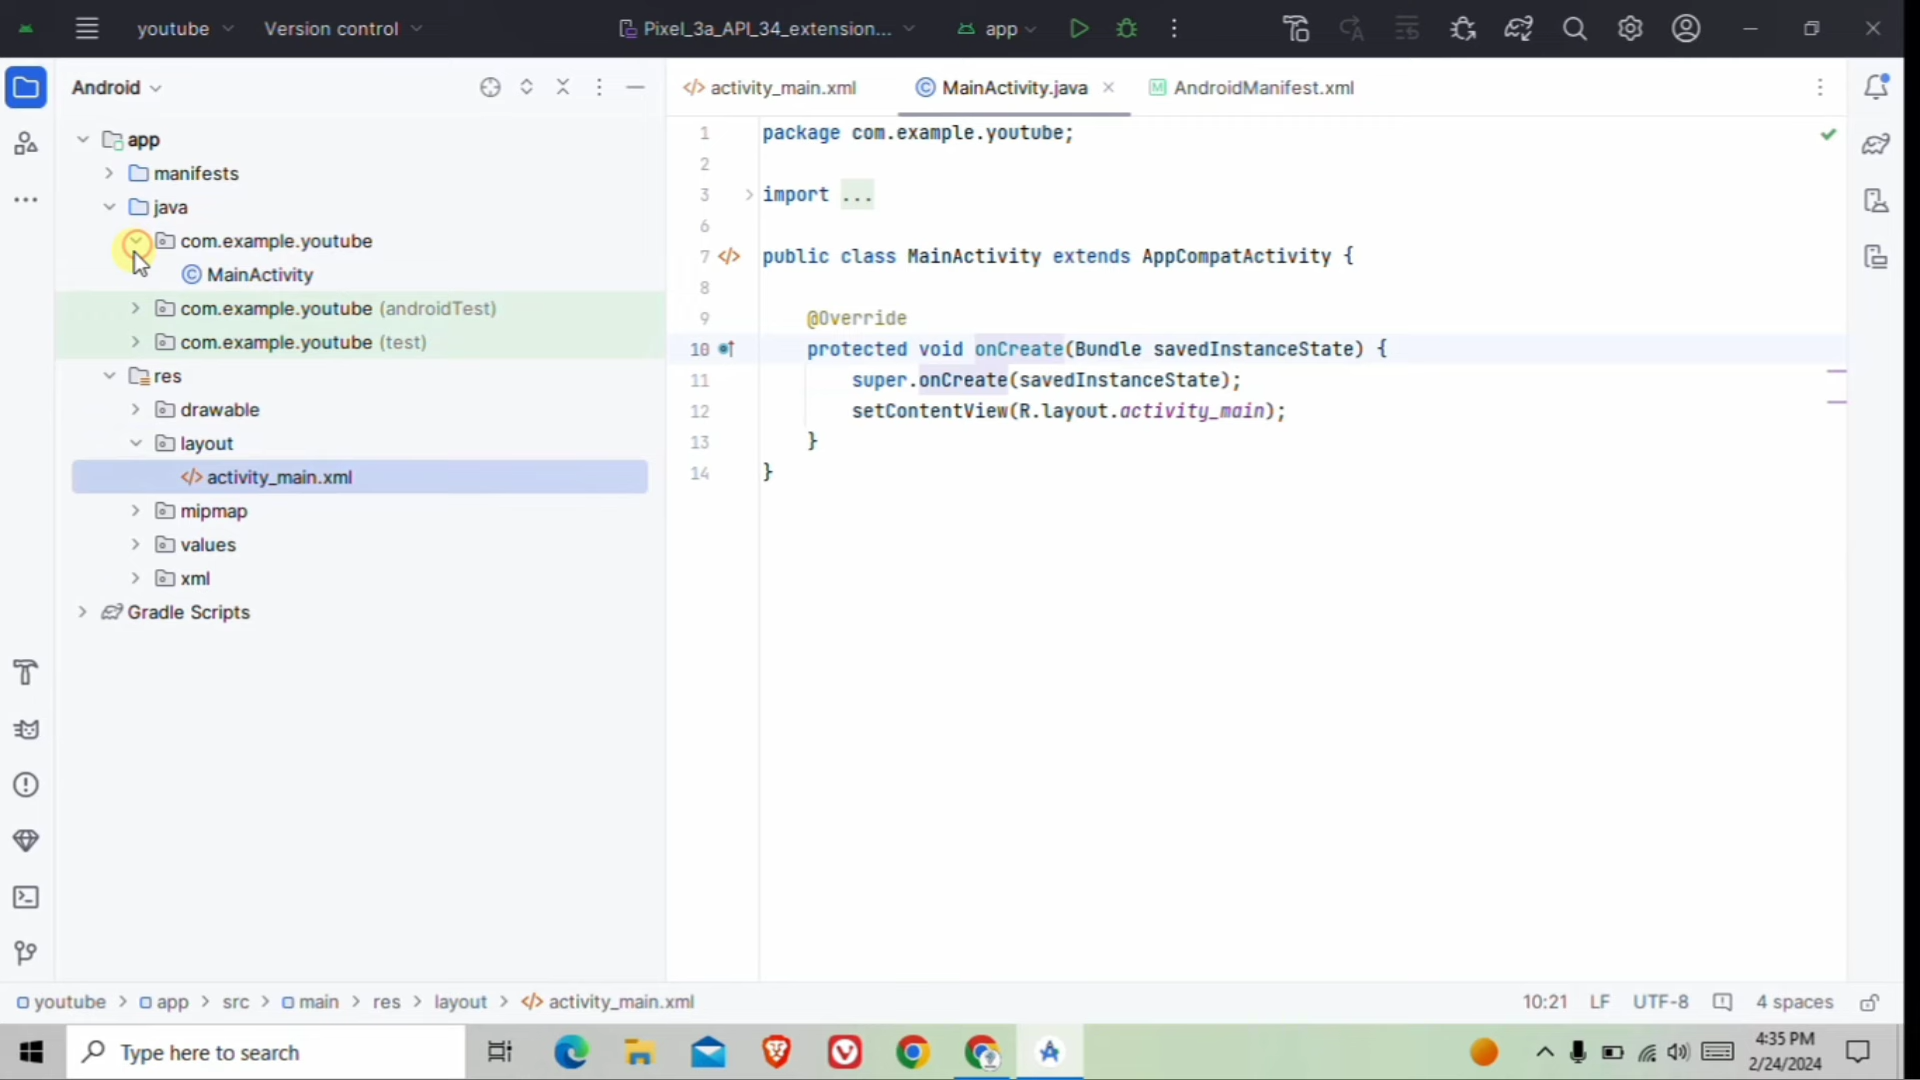 youtube
Version control
Pixel_3a_API_34_extension...
app
Android
app
manifests
java
com.example.youtube
MainActivity
com.example.youtube (androidTest)
com.example.youtube (test)
res
drawable
layout
</> activity_main.xml
mipmap
values
xml
Gradle Scripts
</> activity_main.xml
MainActivity.java
AndroidManifest.xml
1 package com.example.youtube;
2
3 import ...
6
7 </> public class MainActivity extends AppCompatActivity {
8
9 @Override
10 protected void onCreate(Bundle savedInstanceState) {
11 super.onCreate(savedInstanceState);
12 setContentView(R.layout.activity_main);
13 }
14 }
youtube > app > src > main > res > layout > </> activity_main.xml
10:21 LF UTF-8 4 spaces
Type here to search
4:35 PM
2/24/2024